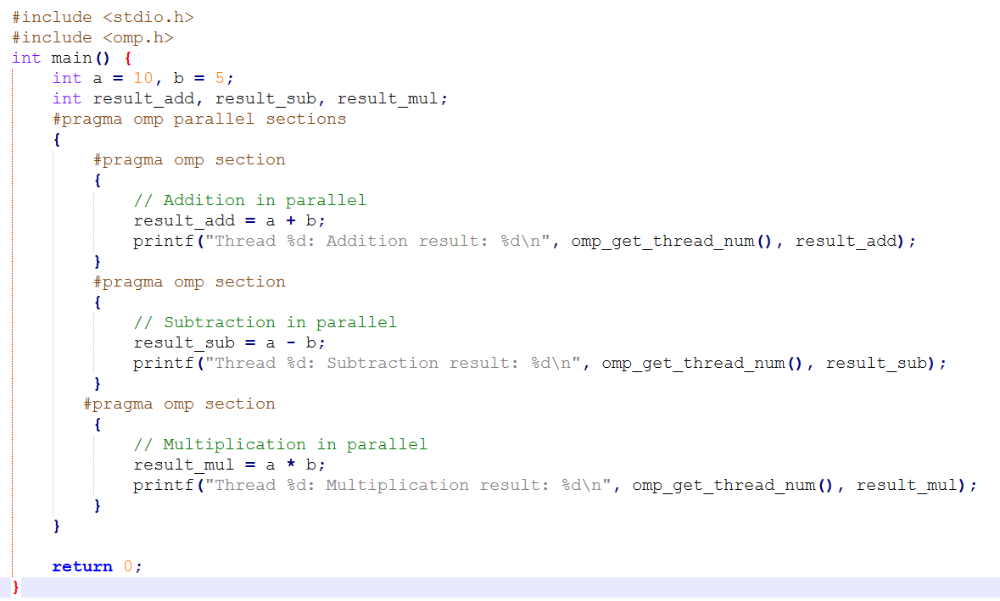 #include <stdio.h>
#include <omp.h>
int main() {
    int a = 10, b = 5;
    int result_add, result_sub, result_mul;
    #pragma omp parallel sections
    {
        #pragma omp section
        {
            // Addition in parallel
            result_add = a + b;
            printf("Thread %d: Addition result: %d\n", omp_get_thread_num(), result_add);
        }
        #pragma omp section
        {
            // Subtraction in parallel
            result_sub = a - b;
            printf("Thread %d: Subtraction result: %d\n", omp_get_thread_num(), result_sub);
        }
       #pragma omp section
        {
            // Multiplication in parallel
            result_mul = a * b;
            printf("Thread %d: Multiplication result: %d\n", omp_get_thread_num(), result_mul);
        }
    }

    return 0;
}